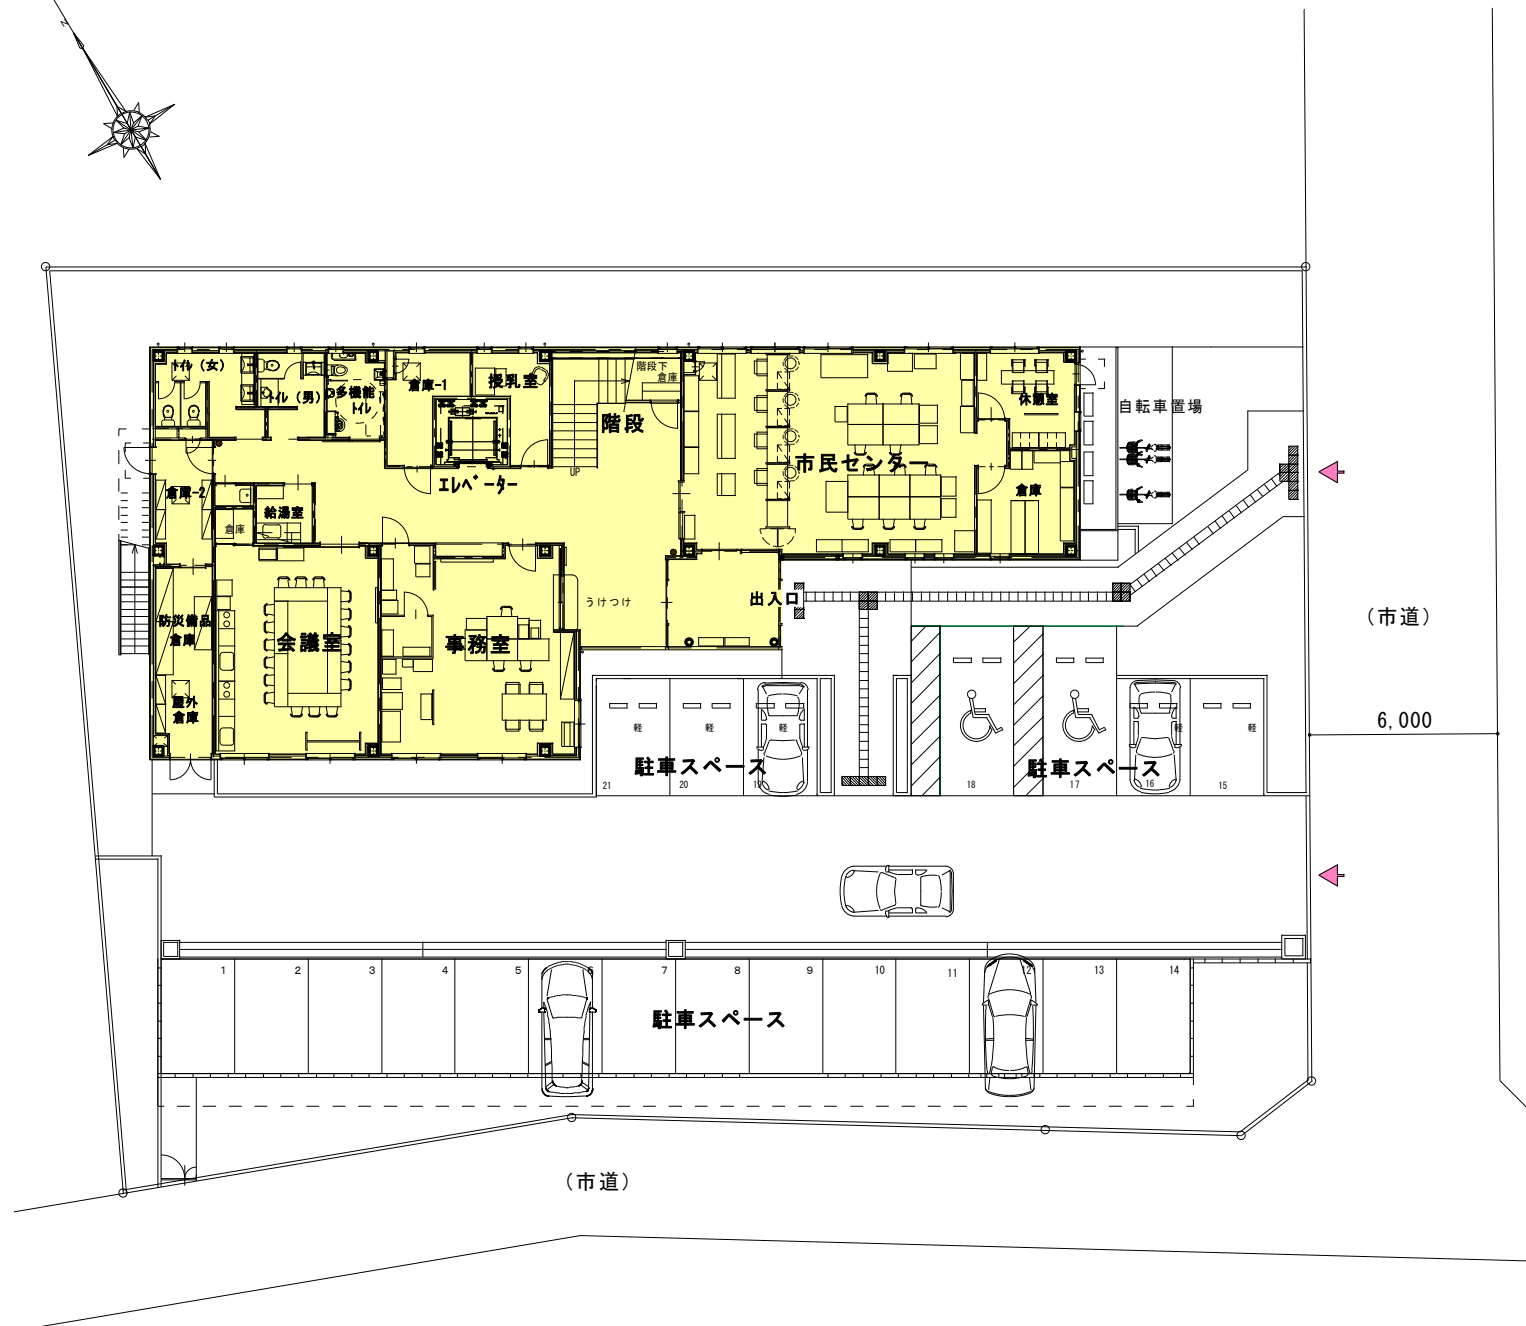 N
トイレ（女）
トイレ（男）
多機能
トイレ
倉庫-1
授乳室
階段下
倉庫
階段
UP
エレベーター
市民センター
休憩室
倉庫
自転車置場
倉庫-2
倉庫
給湯室
防災備品
倉庫
屋外
倉庫
会議室
事務室
うけつけ
出入口
（市道）
6,000
軽
軽
軽
軽
軽
駐車スペース
駐車スペース
21
20
19
18
17
16
15
1
2
3
4
5
6
7
8
9
10
11
12
13
14
駐車スペース
（市道）